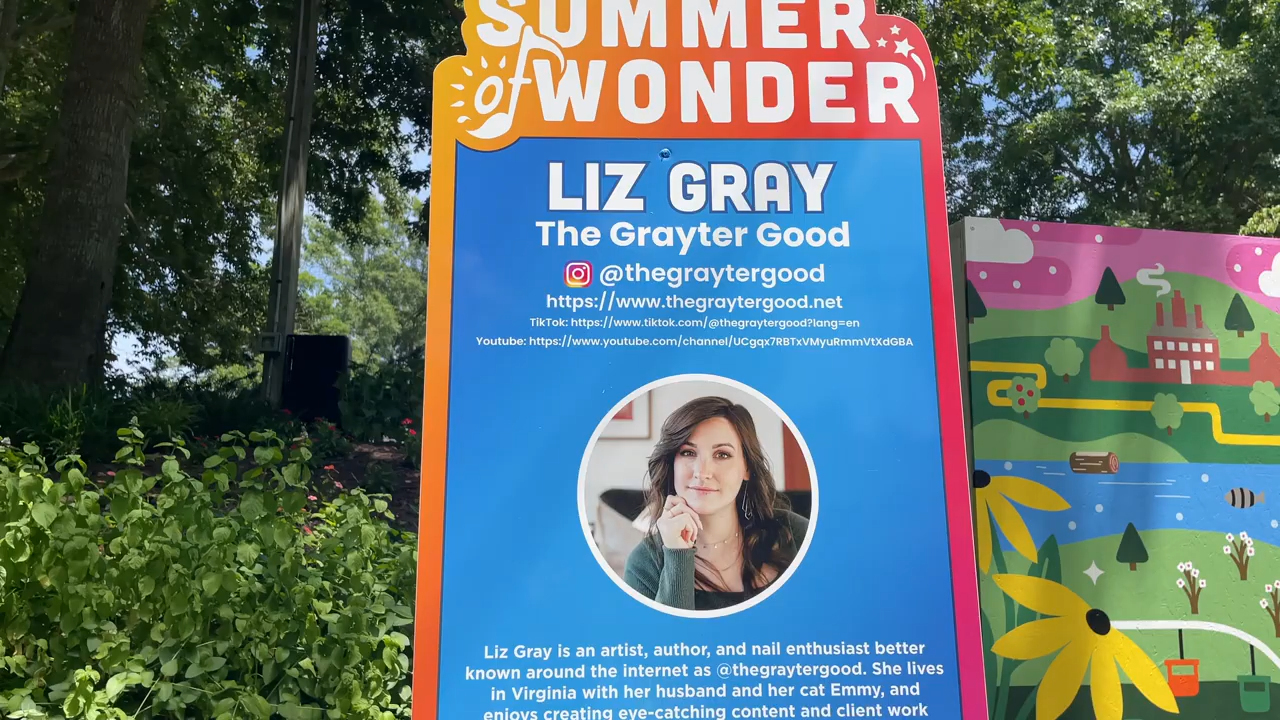 SUMMER
of WONDER
LIZ GRAY
The Grayter Good
@thegraytergood
https://www.thegraytergood.net
TikTok: https://www.tiktok.com/@thegraytergood?lang=en
Youtube: https://www.youtube.com/channel/UCgqx7RBTxVMyuRmmVtXdGBA
Liz Gray is an artist, author, and nail enthusiast better
known around the internet as @thegraytergood. She lives
in Virginia with her husband and her cat Emmy, and
enjoys creating eye-catching content and client work